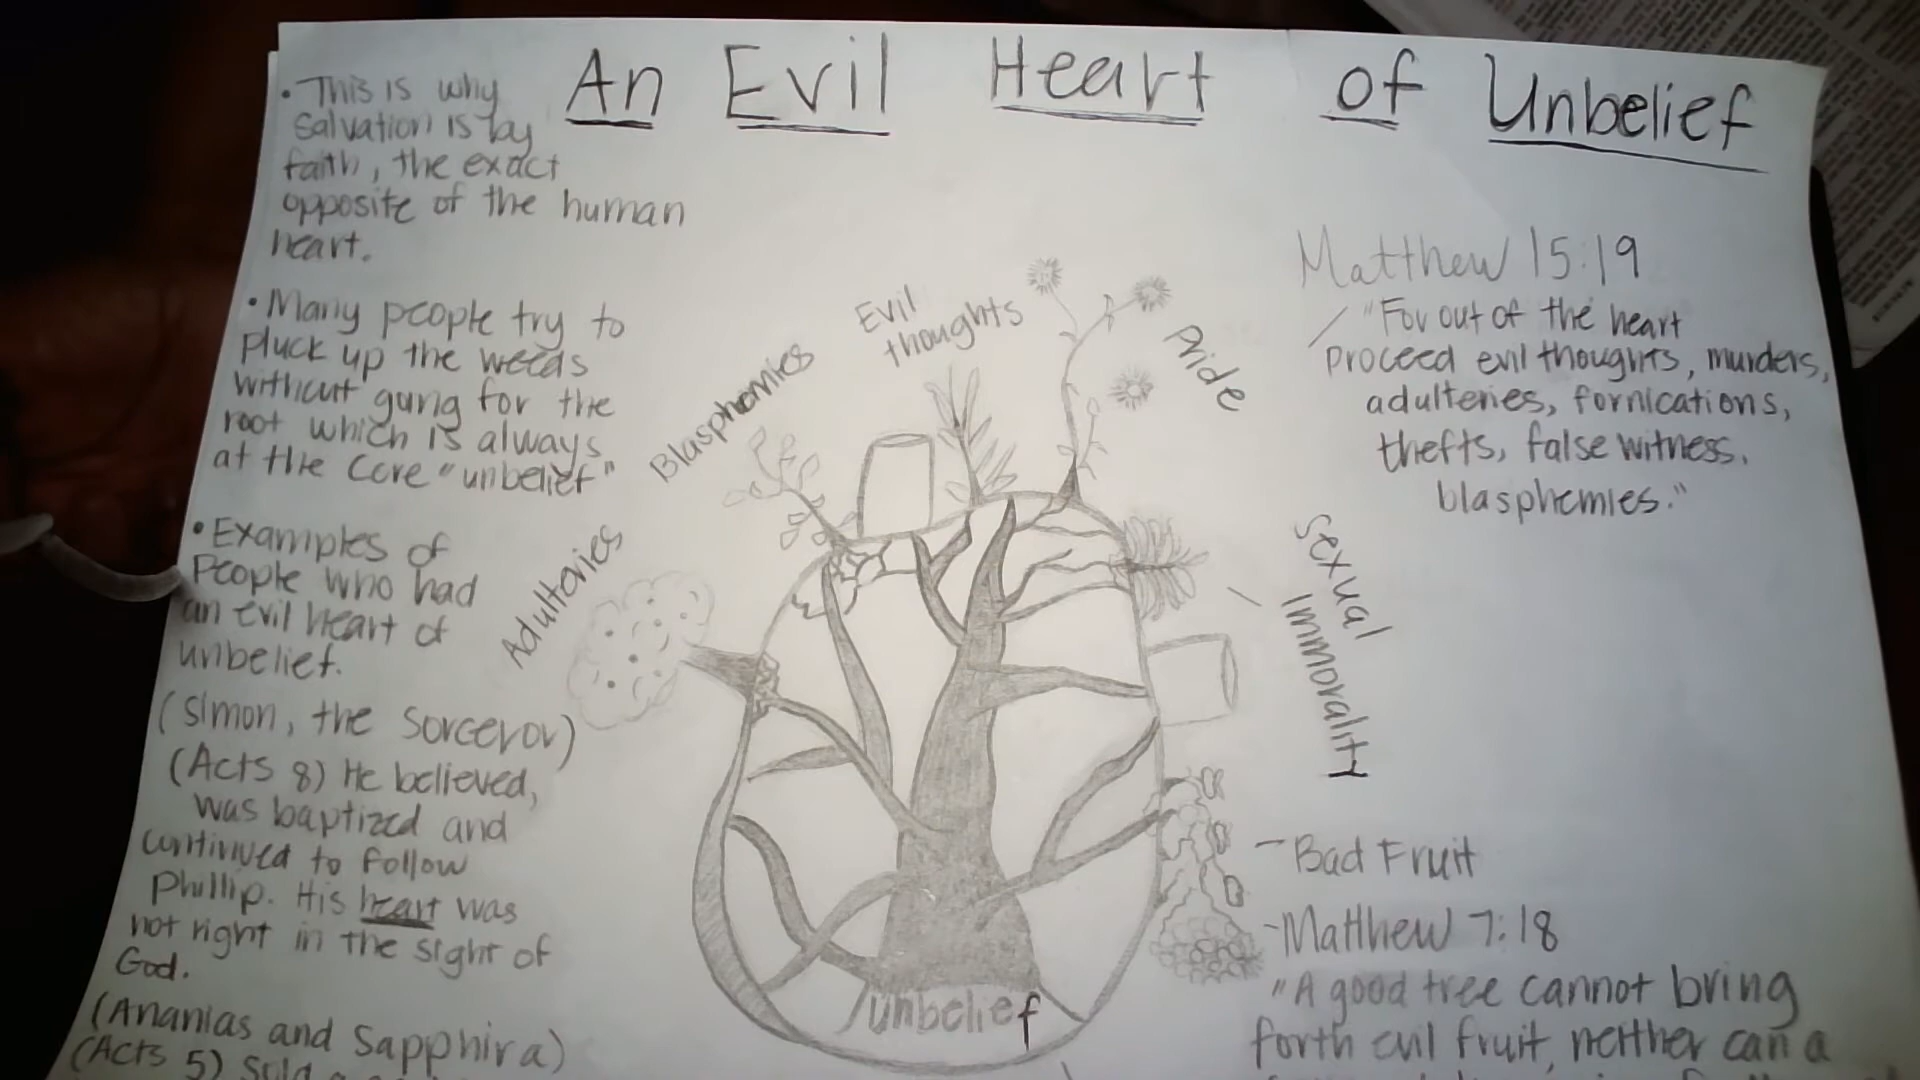 An Evil Heart of Unbelief
• This is why
salvation is by
faith, the exact
opposite of the human
heart.
• Many people try to
pluck up the weeds
without going for the
root which is always
at the core "unbelief"
• Examples of
People who had
an evil heart of
unbelief.
(simon, the sorceror)
(Acts 8) He believed,
was baptized and
continued to follow
Phillip. His heart was
not right in the sight of
God.
(Ananias and Sapphira)
(Acts 5) Sold a
Adulteries
Blasphomies
Evil
thoughts
Pride
Sexual
Immorality
unbelief
Matthew 15:19
"For out of the heart
proceed evil thoughts, murders,
adulteries, fornications,
thefts, false witness,
blasphemies."
- Bad Fruit
- Matthew 7:18
"A good tree cannot bring
forth evil fruit, neither can a